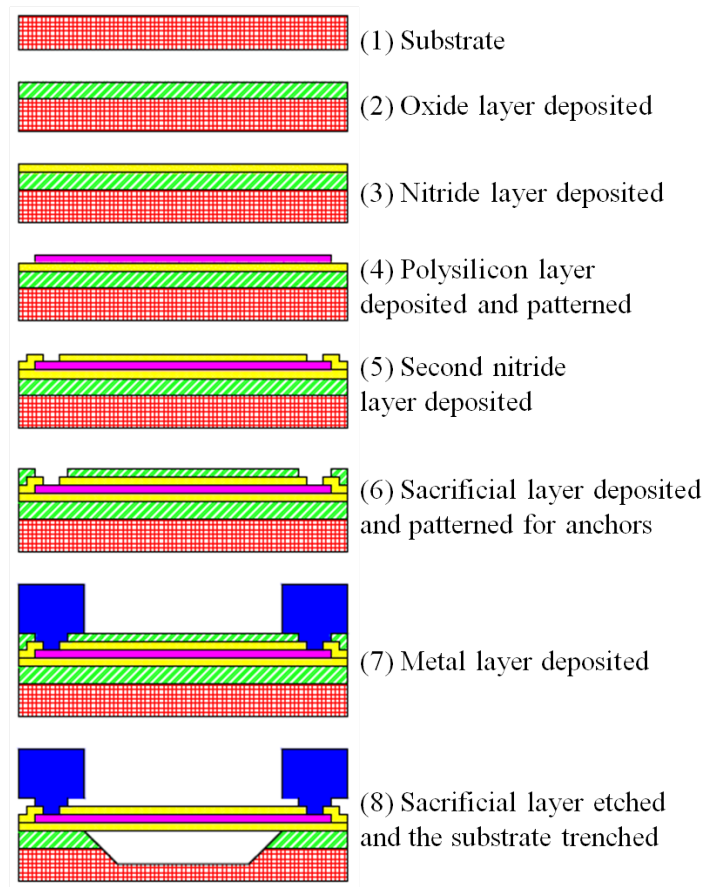 (1) Substrate
(2) Oxide layer deposited
(3) Nitride layer deposited
(4) Polysilicon layer
deposited and patterned
(5) Second nitride
layer deposited
(6) Sacrificial layer deposited
and patterned for anchors
(7) Metal layer deposited
(8) Sacrificial layer etched
and the substrate trenched